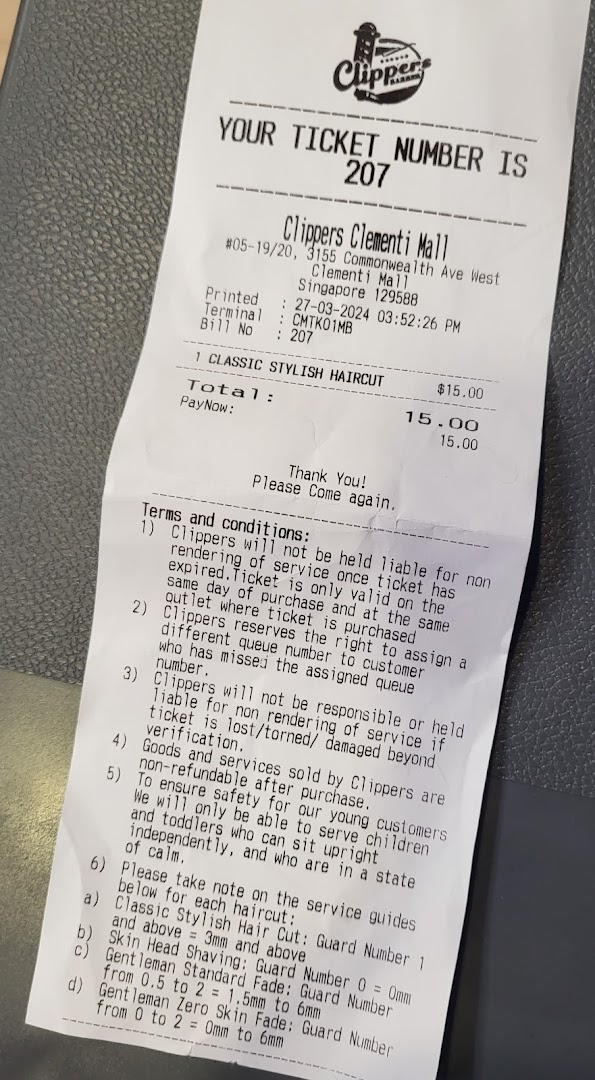 Clippers
BARBER
YOUR TICKET NUMBER IS
207
Clippers Clementi Mall
#05-19/20, 3155 Commonwealth Ave West
Clementi Mall
Singapore 129588
Printed : 27-03-2024 03:52:26 PM
Terminal : CMTK01MB
Bill No : 207
1 CLASSIC STYLISH HAIRCUT $15.00
Total: 15.00
PayNow: 15.00
Thank You!
Please Come again.
Terms and conditions:
1) Clippers will not be held liable for non
rendering of service once ticket has
expired.Ticket is only valid on the
same day of purchase and at the same
outlet where ticket is purchased
2) Clippers reserves the right to assign a
different queue number to customer
who has missed the assigned queue
number.
3) Clippers will not be responsible or held
liable for non rendering of service if
ticket is lost/torned/ damaged beyond
verification.
4) Goods and services sold by Clippers are
non-refundable after purchase.
5) To ensure safety for our young customers
We will only be able to serve children
and toddlers who can sit upright
independently, and who are in a state
of calm.
6) Please take note on the service guides
below for each haircut:
a) Classic Stylish Hair Cut: Guard Number 1
and above = 3mm and above
b) Skin Head Shaving: Guard Number 0 = 0mm
c) Gentleman Standard Fade: Guard Number
from 0.5 to 2 = 1.5mm to 6mm
d) Gentleman Zero Skin Fade: Guard Number
from 0 to 2 = 0mm to 6mm